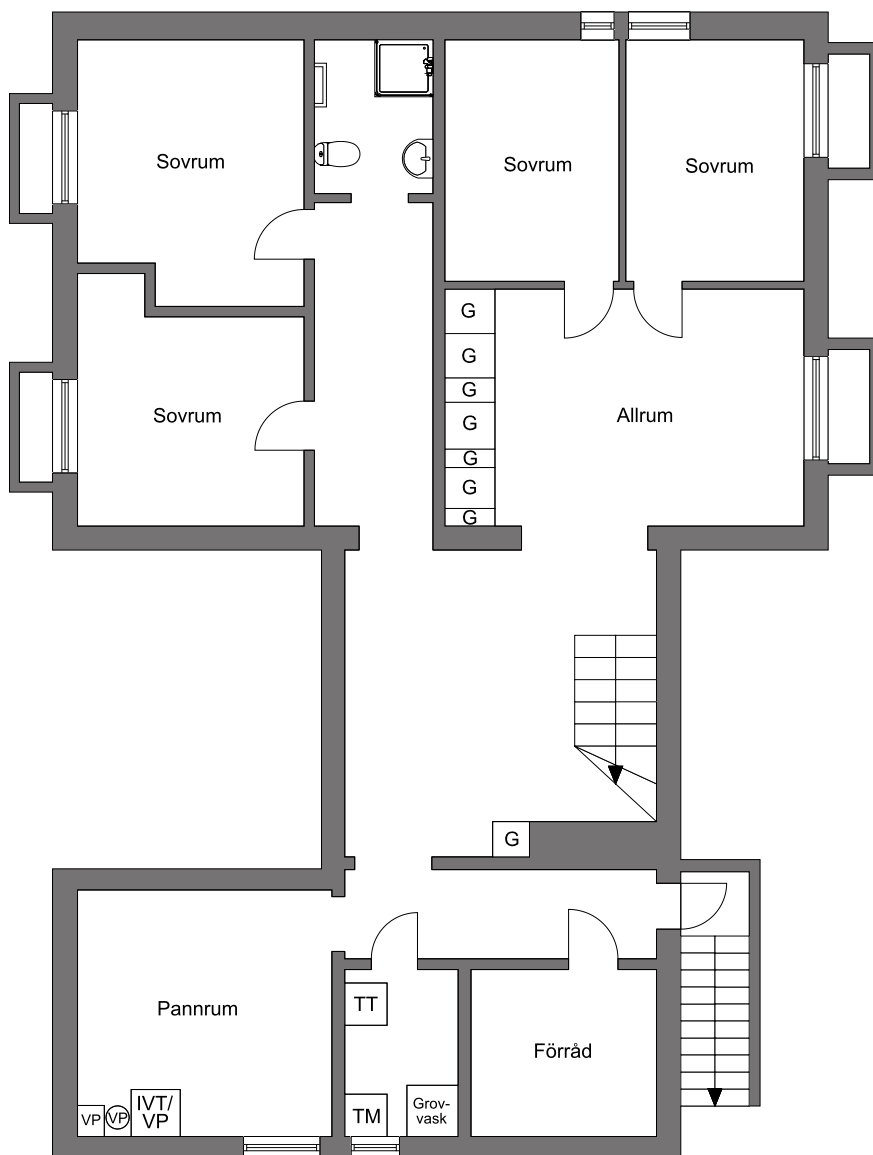 Sovrum
Sovrum
Sovrum
G
G
G
G
G
G
G
Sovrum
Allrum
G
Pannrum
TT
Förråd
VP
VP
IVT/
VP
TM
Grov-
vask